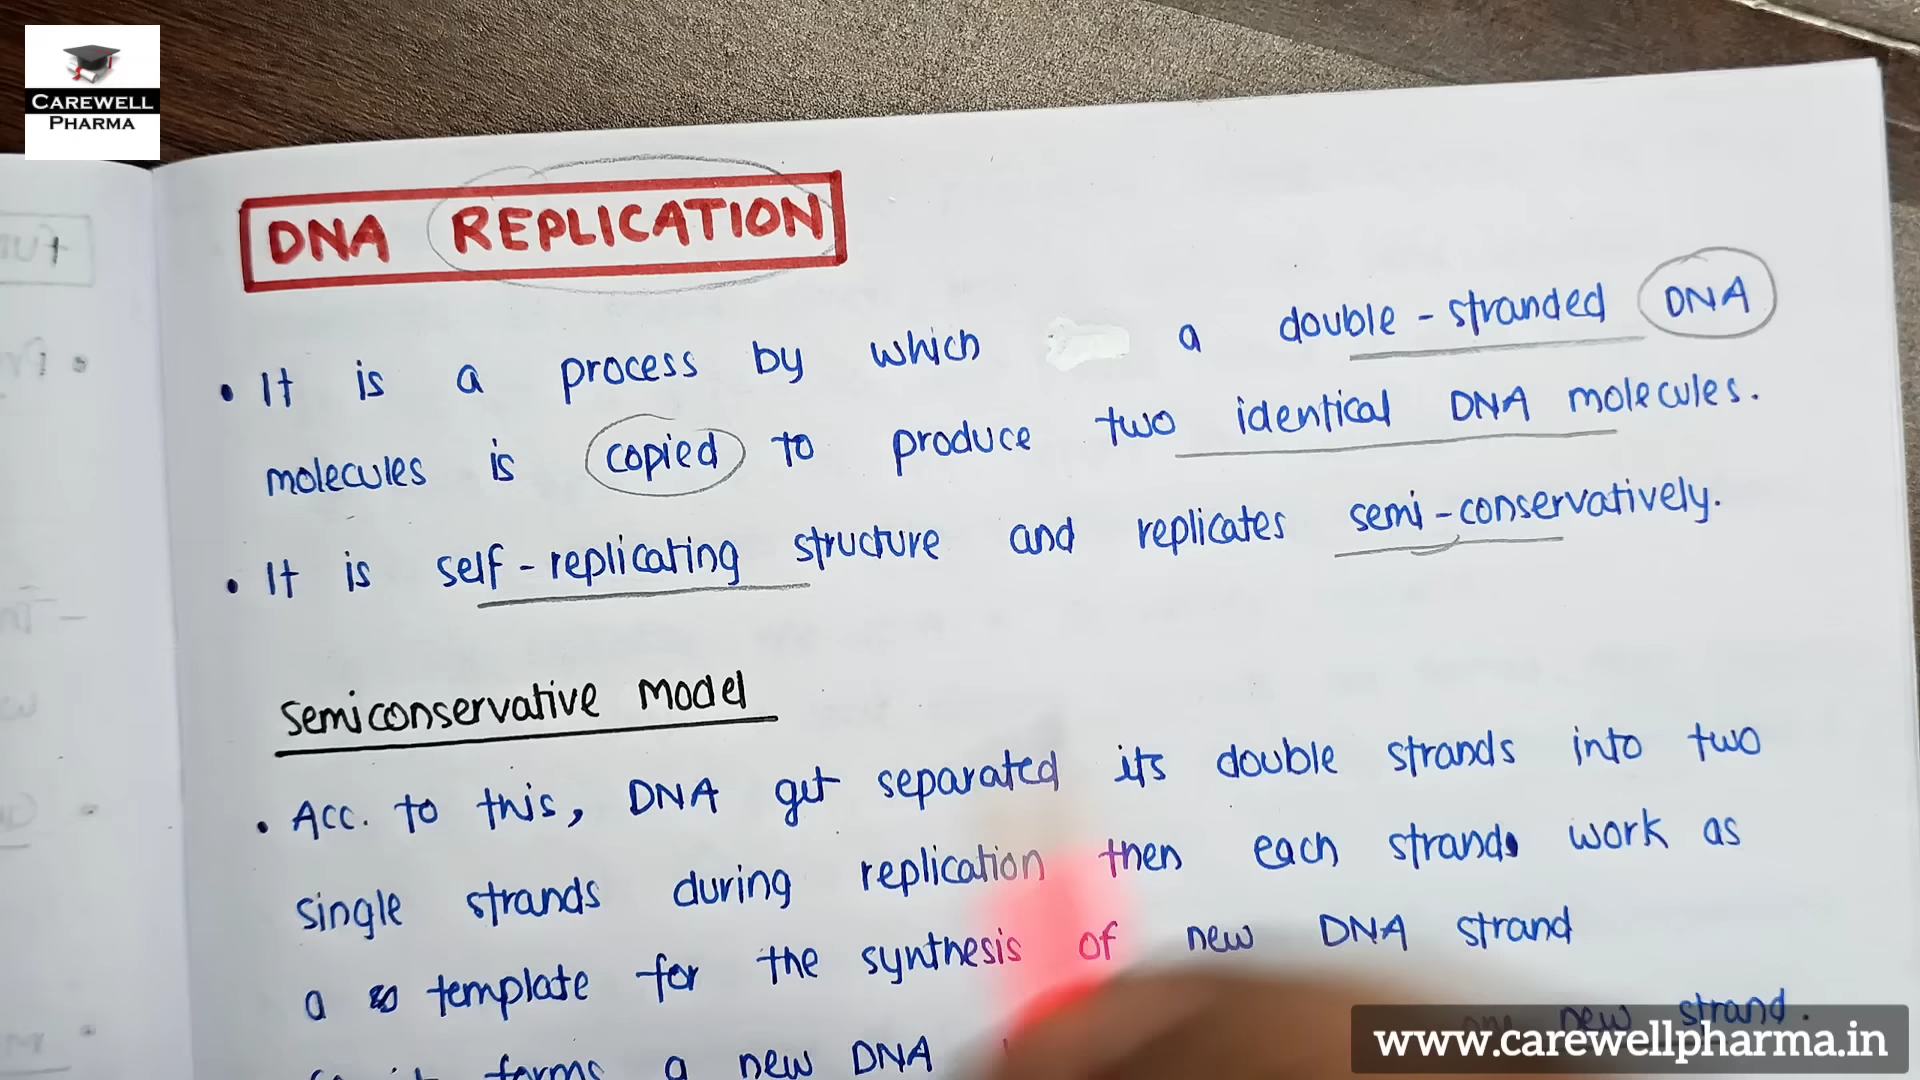 CAREWELL
PHARMA
DNA REPLICATION
• It is a process by which a double-stranded DNA
molecules is copied to produce two identical DNA molecules.
• It is self-replicating structure and replicates semi-conservatively.
Semiconservative Model
• Acc. to this, DNA get separated its double strands into two
single strands during replication then each strands work as
a template for the synthesis of new DNA strand
forms a new DNA new strand.
www.carewellpharma.in